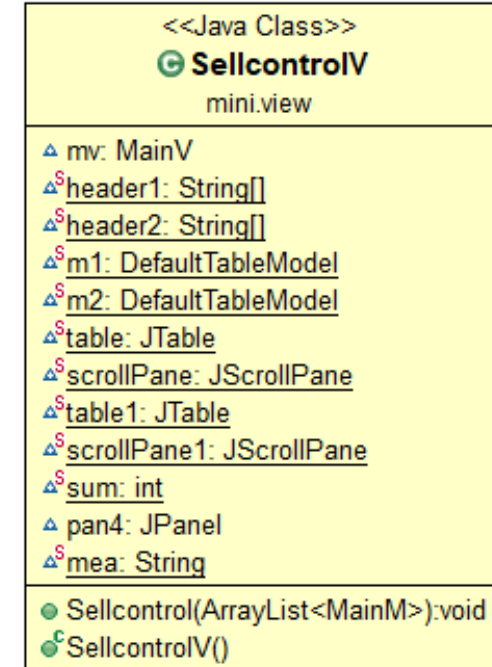 <<Java Class>>
SellcontrolV
mini.view
mv: MainV
header1: String[]
header2: String[]
m1: DefaultTableModel
m2: DefaultTableModel
table: JTable
scrollPane: JScrollPane
table1: JTable
scrollPane1: JScrollPane
sum: int
pan4: JPanel
mea: String
Sellcontrol(ArrayList<MainM>):void
SellcontrolV()